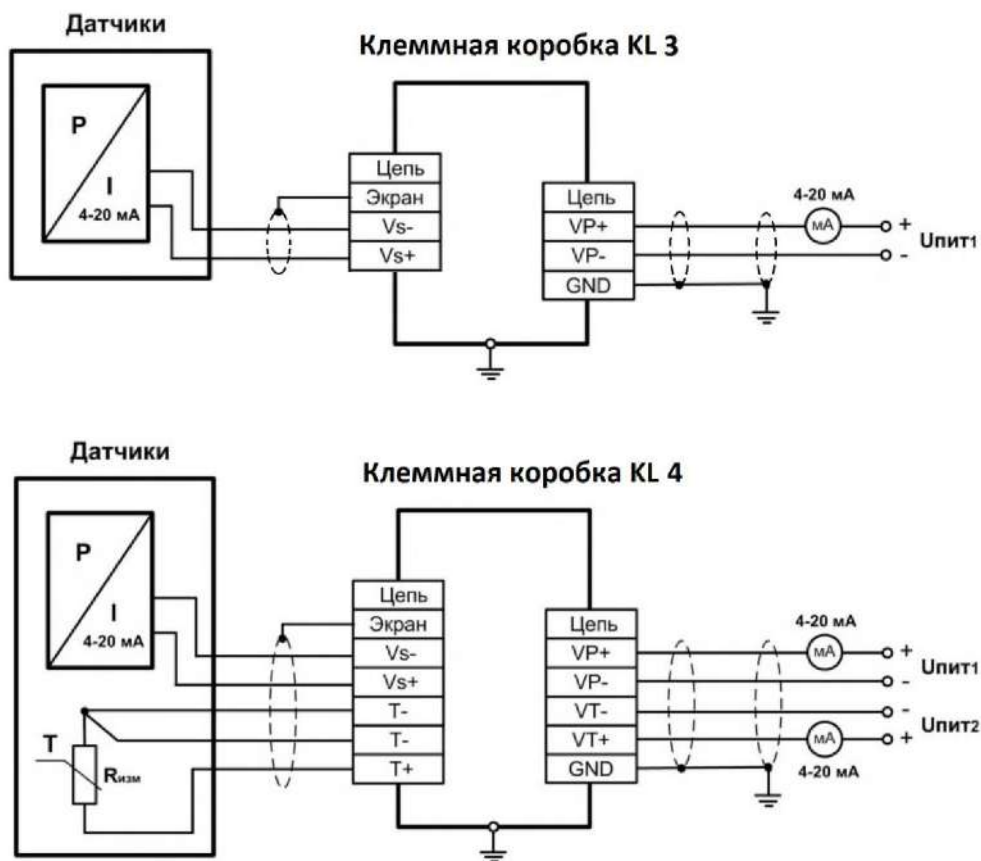 Датчики
Клеммная коробка KL 3
P
I
4-20 мА
Цепь
Экран
Vs-
Vs+
Цепь
VP+
VP-
GND
4-20 мА
мА
+
-
Uпит1
Датчики
Клеммная коробка KL 4
P
I
4-20 мА
T
Rизм
Цепь
Экран
Vs-
Vs+
T-
T-
T+
Цепь
VP+
VP-
VT-
VT+
GND
4-20 мА
мА
+
-
Uпит1
-
+
Uпит2
мА
4-20 мА